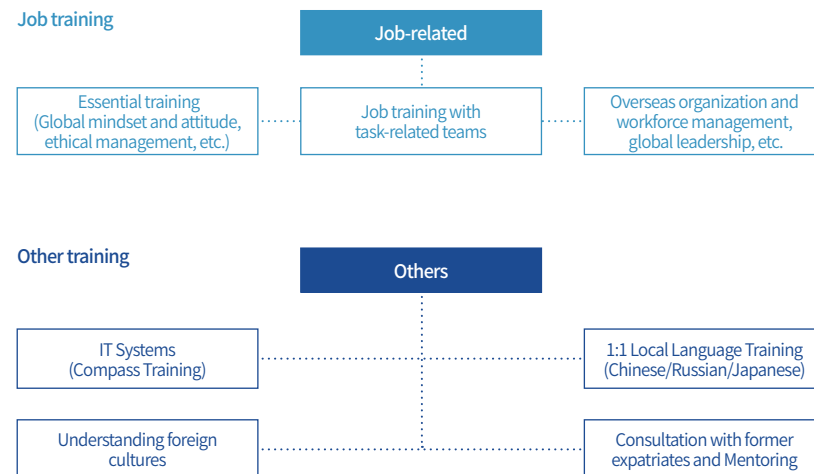 Job training
Job-related
Essential training
(Global mindset and attitude,
ethical management, etc.)
Job training with
task-related teams
Overseas organization and
workforce management,
global leadership, etc.
Other training
Others
IT Systems
(Compass Training)
1:1 Local Language Training
(Chinese/Russian/Japanese)
Understanding foreign
cultures
Consultation with former
expatriates and Mentoring